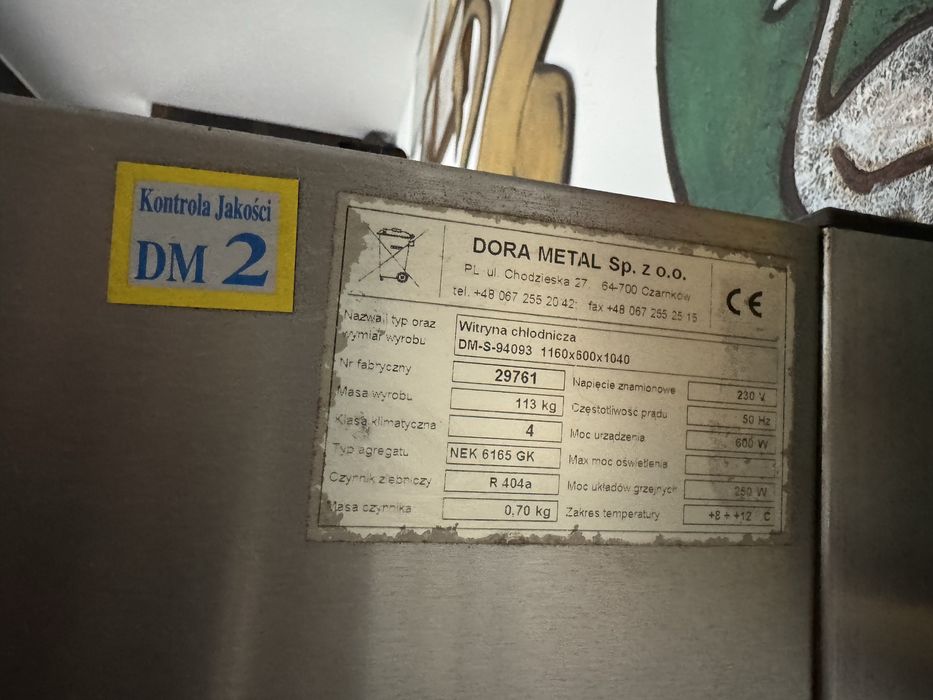 Kontrola Jakości
DM 2
DORA METAL Sp. z o.o.
PL ul. Chodzieska 27 64-700 Czarnków
tel. +48 067 255 20 42; fax +48 067 255 25 15
Nazwa i typ oraz wymiar wyrobu
Witryna chłodnicza
DM-S-94093 1160x600x1040
Nr fabryczny 29761
Masa wyrobu 113 kg
Klasa klimatyczna 4
Typ agregatu NEK 6165 GK
Czynnik ziębniczy R 404a
Masa czynnika 0,70 kg
Napięcie znamionowe 230 V
Częstotliwość prądu 50 Hz
Moc urządzenia 600 W
Max moc oświetlenia
Moc układów grzejnych 250 W
Zakres temperatury +8 ÷ +12 C
CE